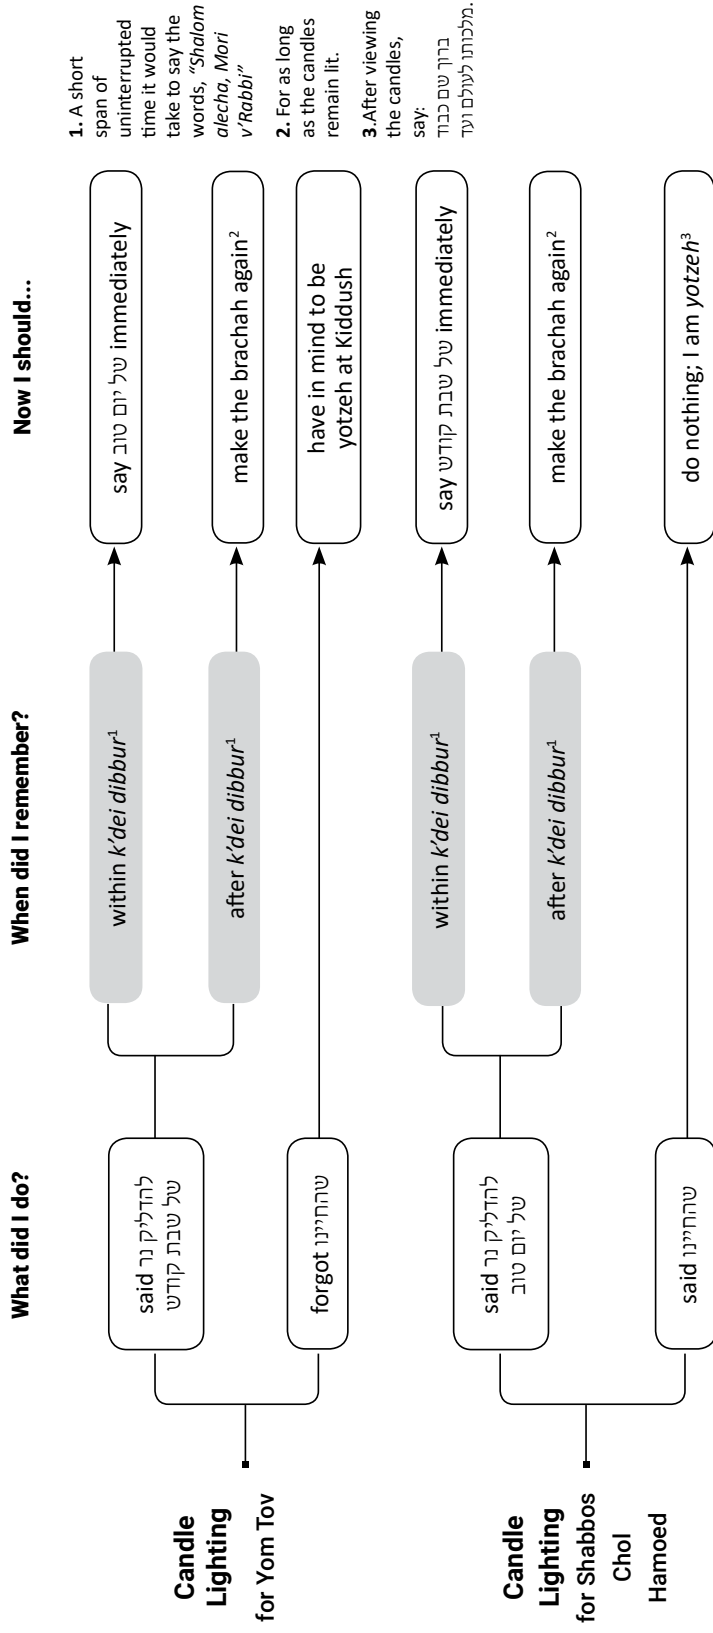 What did I do?
When did I remember?
Now I should...
Candle
Lighting
for Yom Tov
said להדליק נר
של שבת קודש
within k’dei dibbur1
say של יום טוב immediately
after k’dei dibbur1
make the brachah again2
forgot שהחיינו
have in mind to be
yotzeh at Kiddush
Candle
Lighting
for Shabbos
Chol
Hamoed
said להדליק נר
של יום טוב
within k’dei dibbur1
say של שבת קודש immediately
after k’dei dibbur1
make the brachah again2
said שהחיינו
do nothing; I am yotzeh3
1. A short
span of
uninterrupted
time it would
take to say the
words, “Shalom
alecha, Mori
v’Rabbi”
2. For as long
as the candles
remain lit.
3.After viewing
the candles,
say:
ברוך שם כבוד
מלכותו לעולם ועד.